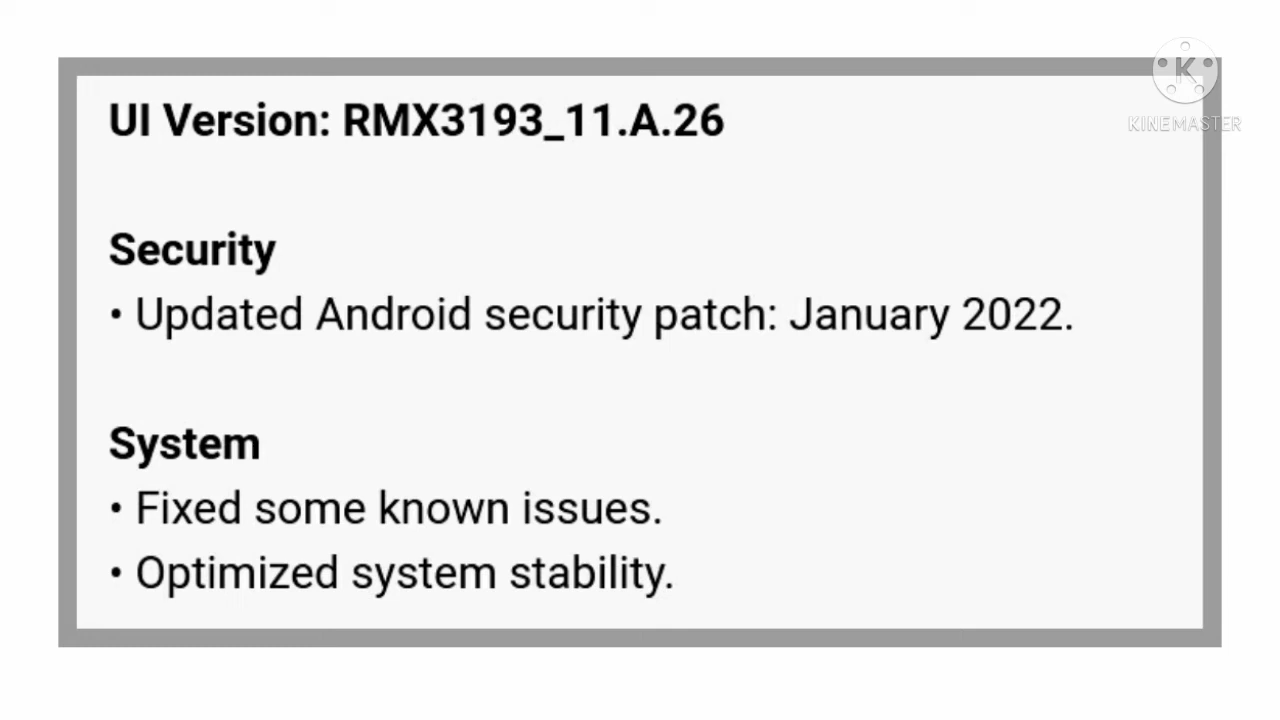 UI Version: RMX3193_11.A.26
Security
• Updated Android security patch: January 2022.
System
• Fixed some known issues.
• Optimized system stability.
K
KINEMASTER